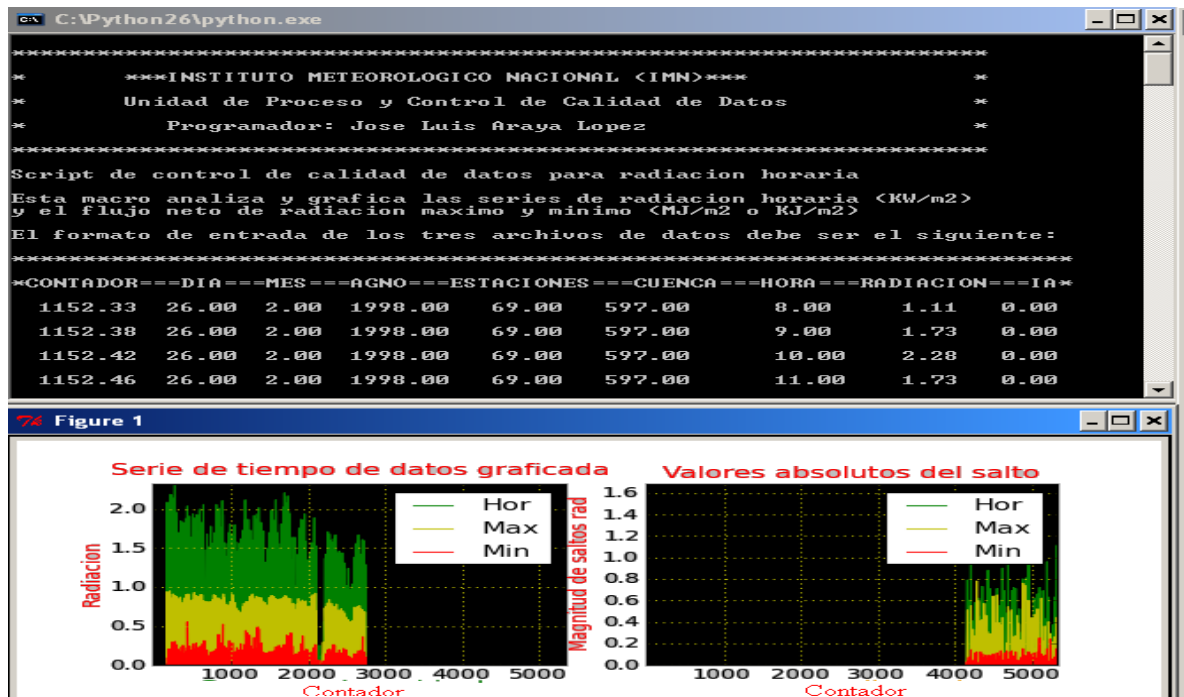 C:\Python26\python.exe
*********************************************************************
* ***INSTITUTO METEOROLOGICO NACIONAL (IMN)*** *
* Unidad de Proceso y Control de Calidad de Datos *
* Programador: Jose Luis Araya Lopez *
*********************************************************************
Script de control de calidad de datos para radiacion horaria
Esta macro analiza y grafica las series de radiacion horaria (KW/m2)
y el flujo neto de radiacion maximo y minimo (MJ/m2 o KJ/m2)
El formato de entrada de los tres archivos de datos debe ser el siguiente:
***************************************************************************
*CONTADOR===DIA===MES===AGNO===ESTACIONES===CUENCA===HORA===RADIACION===IA*
1152.33 26.00 2.00 1998.00 69.00 597.00 8.00 1.11 0.00
1152.38 26.00 2.00 1998.00 69.00 597.00 9.00 1.73 0.00
1152.42 26.00 2.00 1998.00 69.00 597.00 10.00 2.28 0.00
1152.46 26.00 2.00 1998.00 69.00 597.00 11.00 1.73 0.00
Figure 1
Serie de tiempo de datos graficada
Radiacion
2.0
1.5
1.0
0.5
0.0
Hor
Max
Min
1000 2000 3000 4000 5000
Contador
Valores absolutos del salto
Magnitud de saltos rad
1.6
1.4
1.2
1.0
0.8
0.6
0.4
0.2
0.0
Hor
Max
Min
1000 2000 3000 4000 5000
Contador